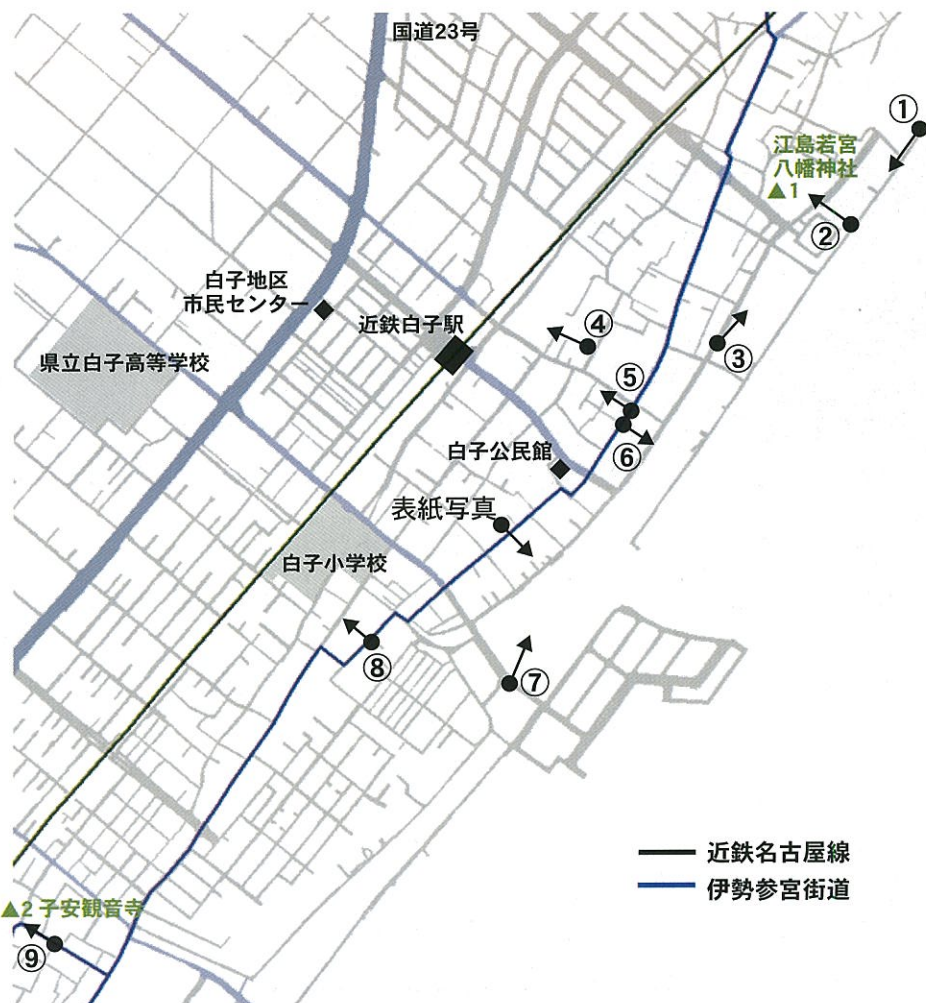 国道23号
①
江島若宮
八幡神社
▲1
②
白子地区
市民センター
近鉄白子駅
④
③
県立白子高等学校
⑤
⑥
白子公民館
表紙写真
白子小学校
⑧
⑦
近鉄名古屋線
伊勢参宮街道
▲2 子安観音寺
⑨